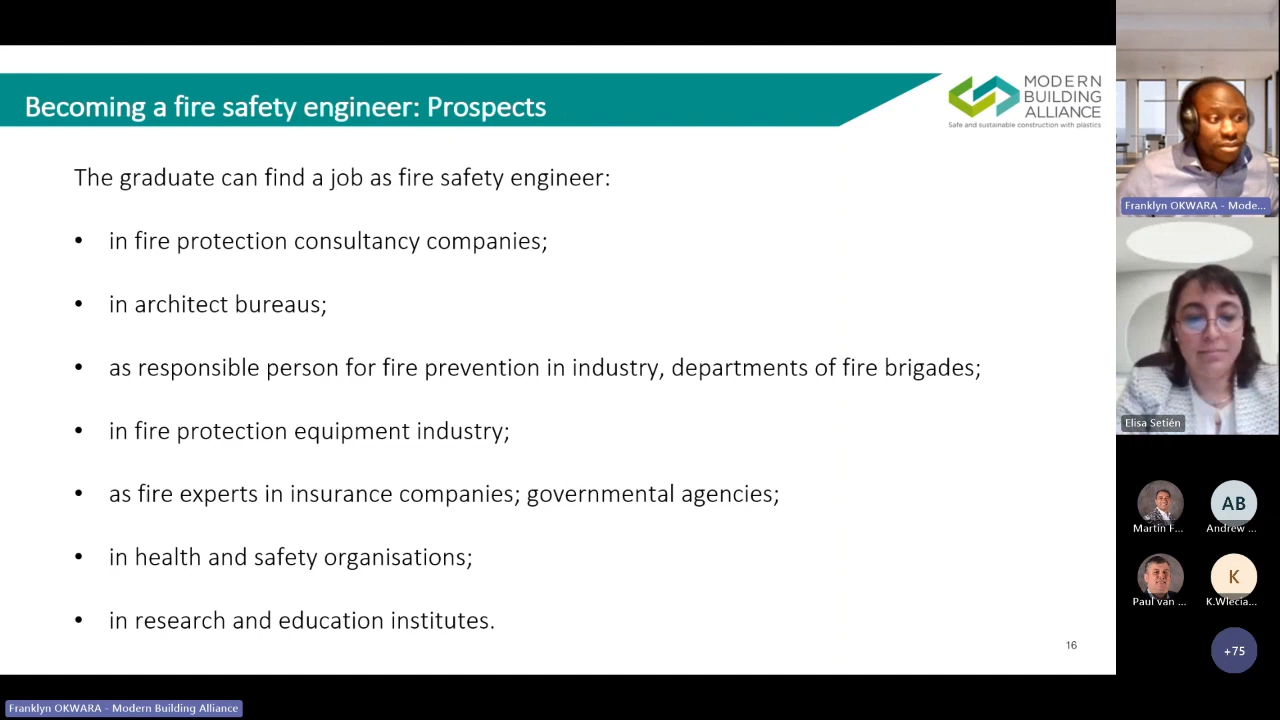 Becoming a fire safety engineer: Prospects
MODERN
BUILDING
ALLIANCE
Safe and sustainable construction with plastics
The graduate can find a job as fire safety engineer:
• in fire protection consultancy companies;
• in architect bureaus;
• as responsible person for fire prevention in industry, departments of fire brigades;
• in fire protection equipment industry;
• as fire experts in insurance companies; governmental agencies;
• in health and safety organisations;
• in research and education institutes.
16
Franklyn OKWARA - Mode...
Elisa Setién
AB
Martin F...
Andrew ...
K
Paul van ...
K.Wlecia...
+75
Franklyn OKWARA - Modern Building Alliance